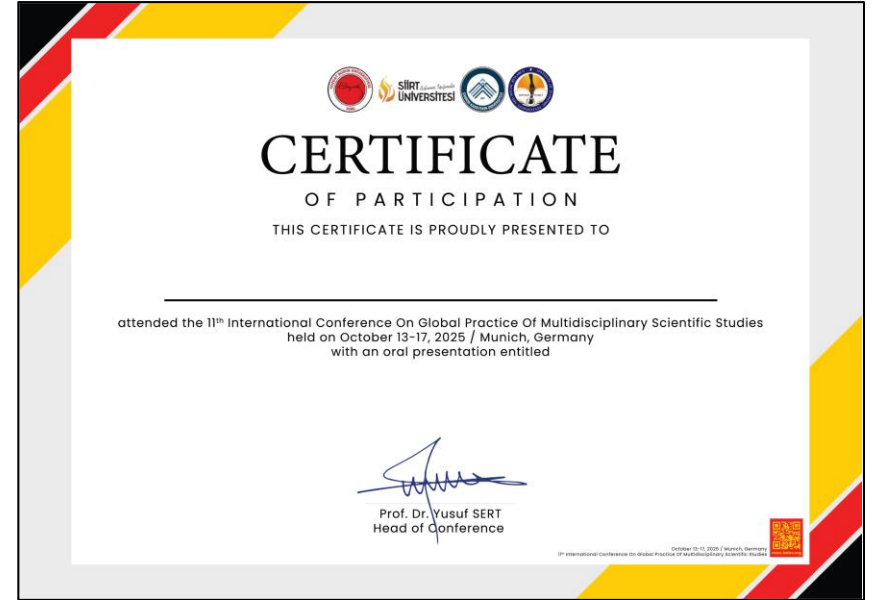 SİİRT
ÜNİVERSİTESİ
CERTIFICATE
OF PARTICIPATION
THIS CERTIFICATE IS PROUDLY PRESENTED TO
attended the 11th International Conference On Global Practice Of Multidisciplinary Scientific Studies
held on October 13-17, 2025 / Munich, Germany
with an oral presentation entitled
Prof. Dr. Yusuf SERT
Head of Conference
October 13-17, 2025 / Munich, Germany
11th International Conference On Global Practice Of Multidisciplinary Scientific Studies